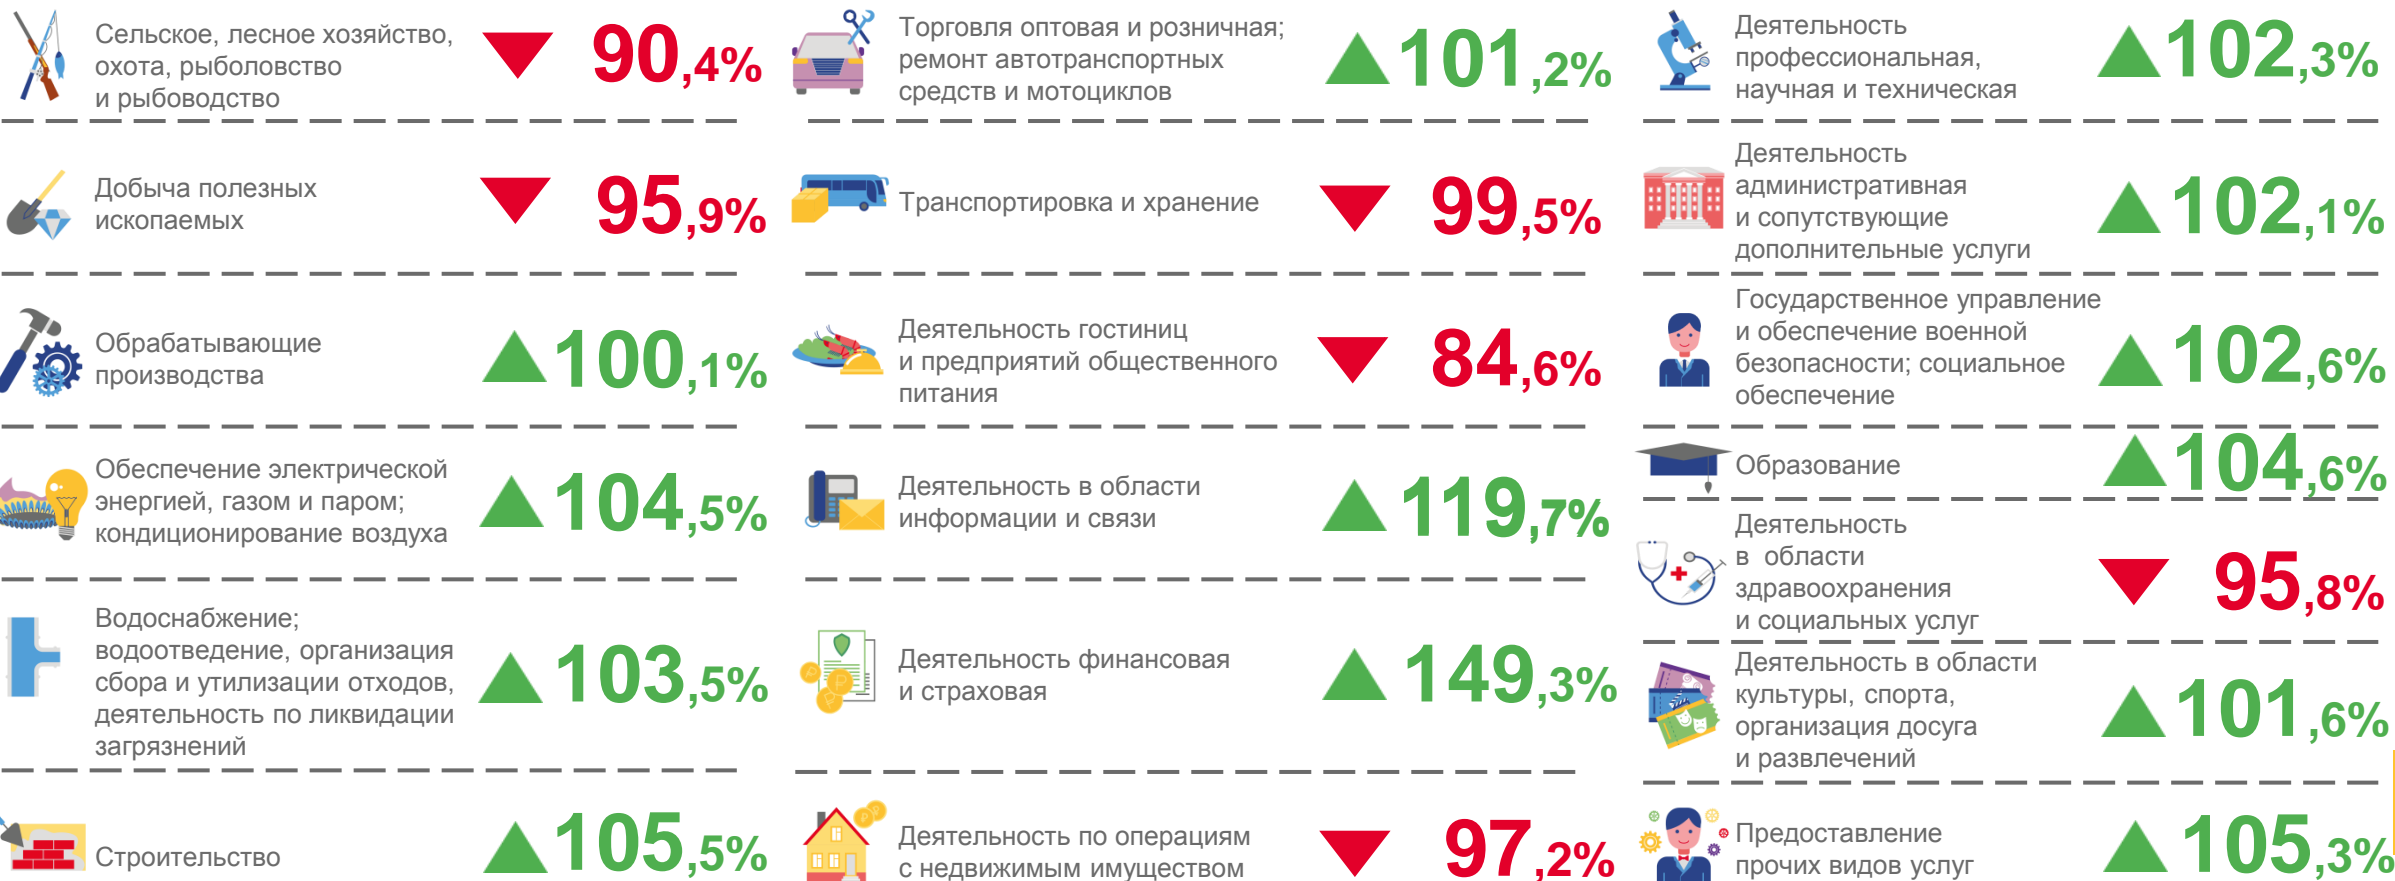 Сельское, лесное хозяйство,
охота, рыболовство
и рыбоводство
90,4%
Добыча полезных
ископаемых
95,9%
Обрабатывающие
производства
100,1%
Обеспечение электрической
энергией, газом и паром;
кондиционирование воздуха
104,5%
Водоснабжение;
водоотведение, организация
сбора и утилизации отходов,
деятельность по ликвидации
загрязнений
103,5%
Строительство
105,5%
Торговля оптовая и розничная;
ремонт автотранспортных
средств и мотоциклов
101,2%
Транспортировка и хранение
99,5%
Деятельность гостиниц
и предприятий общественного
питания
84,6%
Деятельность в области
информации и связи
119,7%
Деятельность финансовая
и страховая
149,3%
Деятельность по операциям
с недвижимым имуществом
97,2%
Деятельность
профессиональная,
научная и техническая
102,3%
Деятельность
административная
и сопутствующие
дополнительные услуги
102,1%
Государственное управление
и обеспечение военной
безопасности; социальное
обеспечение
102,6%
Образование
104,6%
Деятельность
в области
здравоохранения
и социальных услуг
95,8%
Деятельность в области
культуры, спорта,
организация досуга
и развлечений
101,6%
Предоставление
прочих видов услуг
105,3%